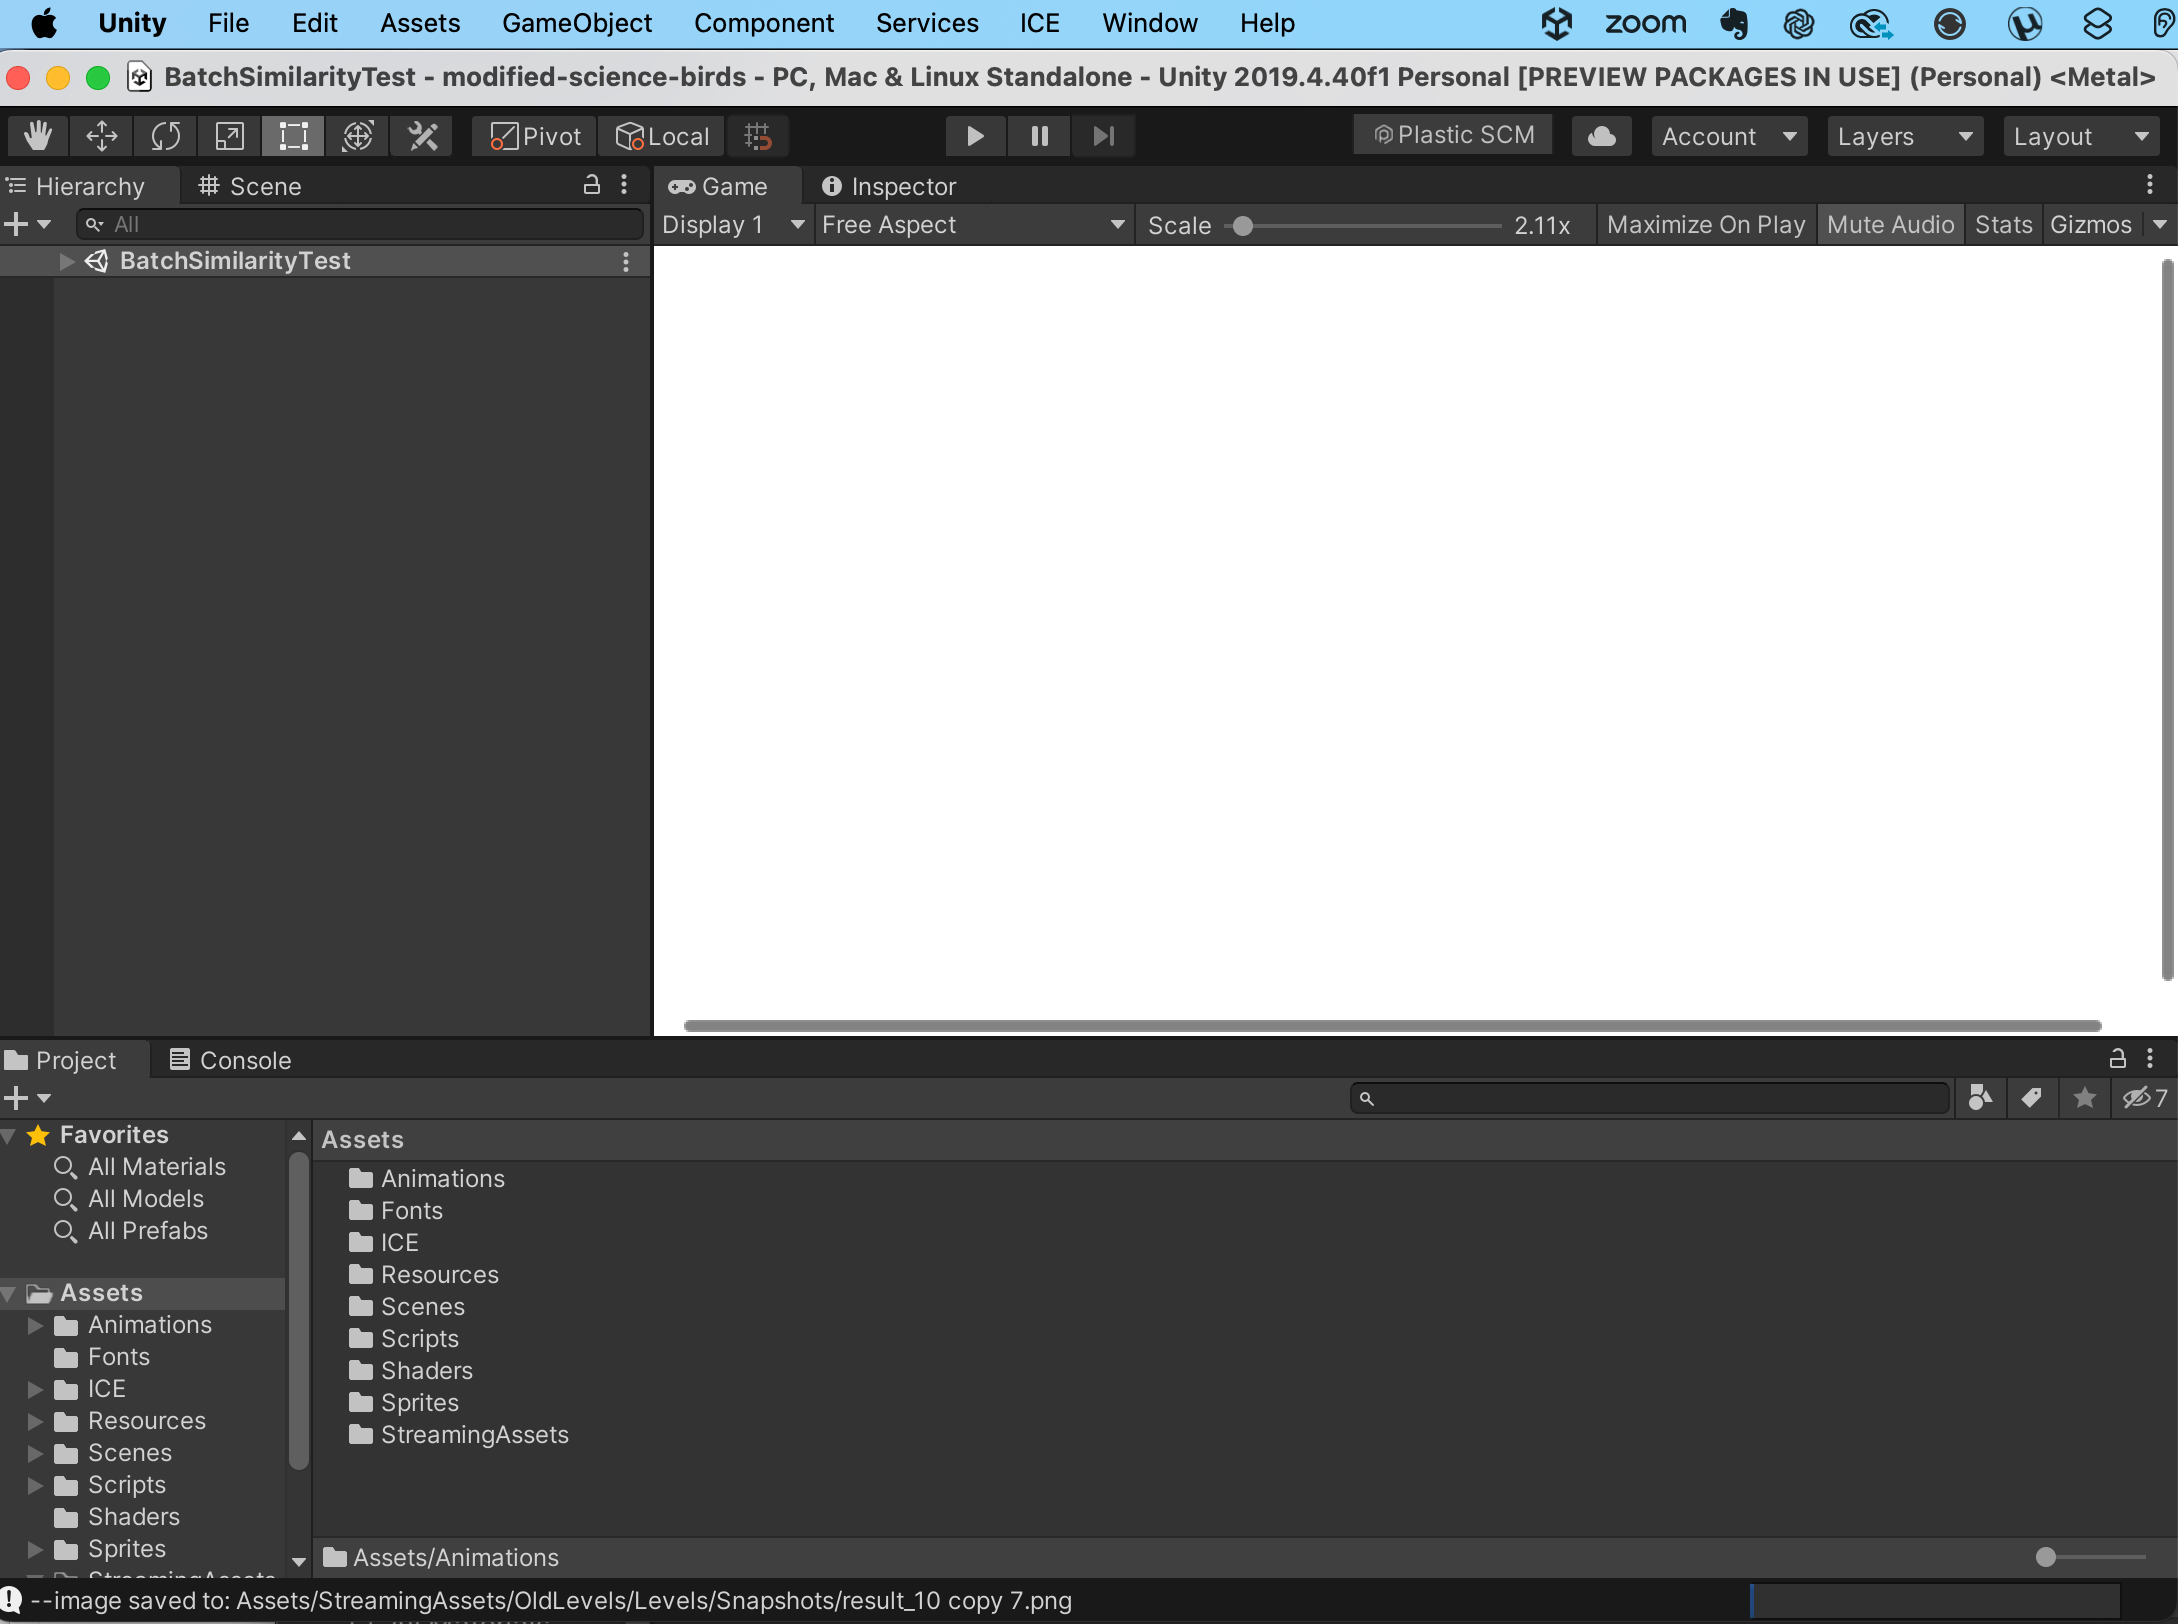 Unity File Edit Assets GameObject Component Services ICE Window Help zoom
BatchSimilarityTest - modified-science-birds - PC, Mac & Linux Standalone - Unity 2019.4.40f1 Personal [PREVIEW PACKAGES IN USE] (Personal) <Metal>
Pivot Local Plastic SCM Account Layers Layout
Hierarchy Scene
All
BatchSimilarityTest
Game Inspector
Display 1 Free Aspect Scale 2.11x Maximize On Play Mute Audio Stats Gizmos
Project Console
7
Favorites
All Materials
All Models
All Prefabs
Assets
Animations
Fonts
ICE
Resources
Scenes
Scripts
Shaders
Sprites
StreamingAssets
Assets
Animations
Fonts
ICE
Resources
Scenes
Scripts
Shaders
Sprites
StreamingAssets
Assets/Animations
--image saved to: Assets/StreamingAssets/OldLevels/Levels/Snapshots/result_10 copy 7.png